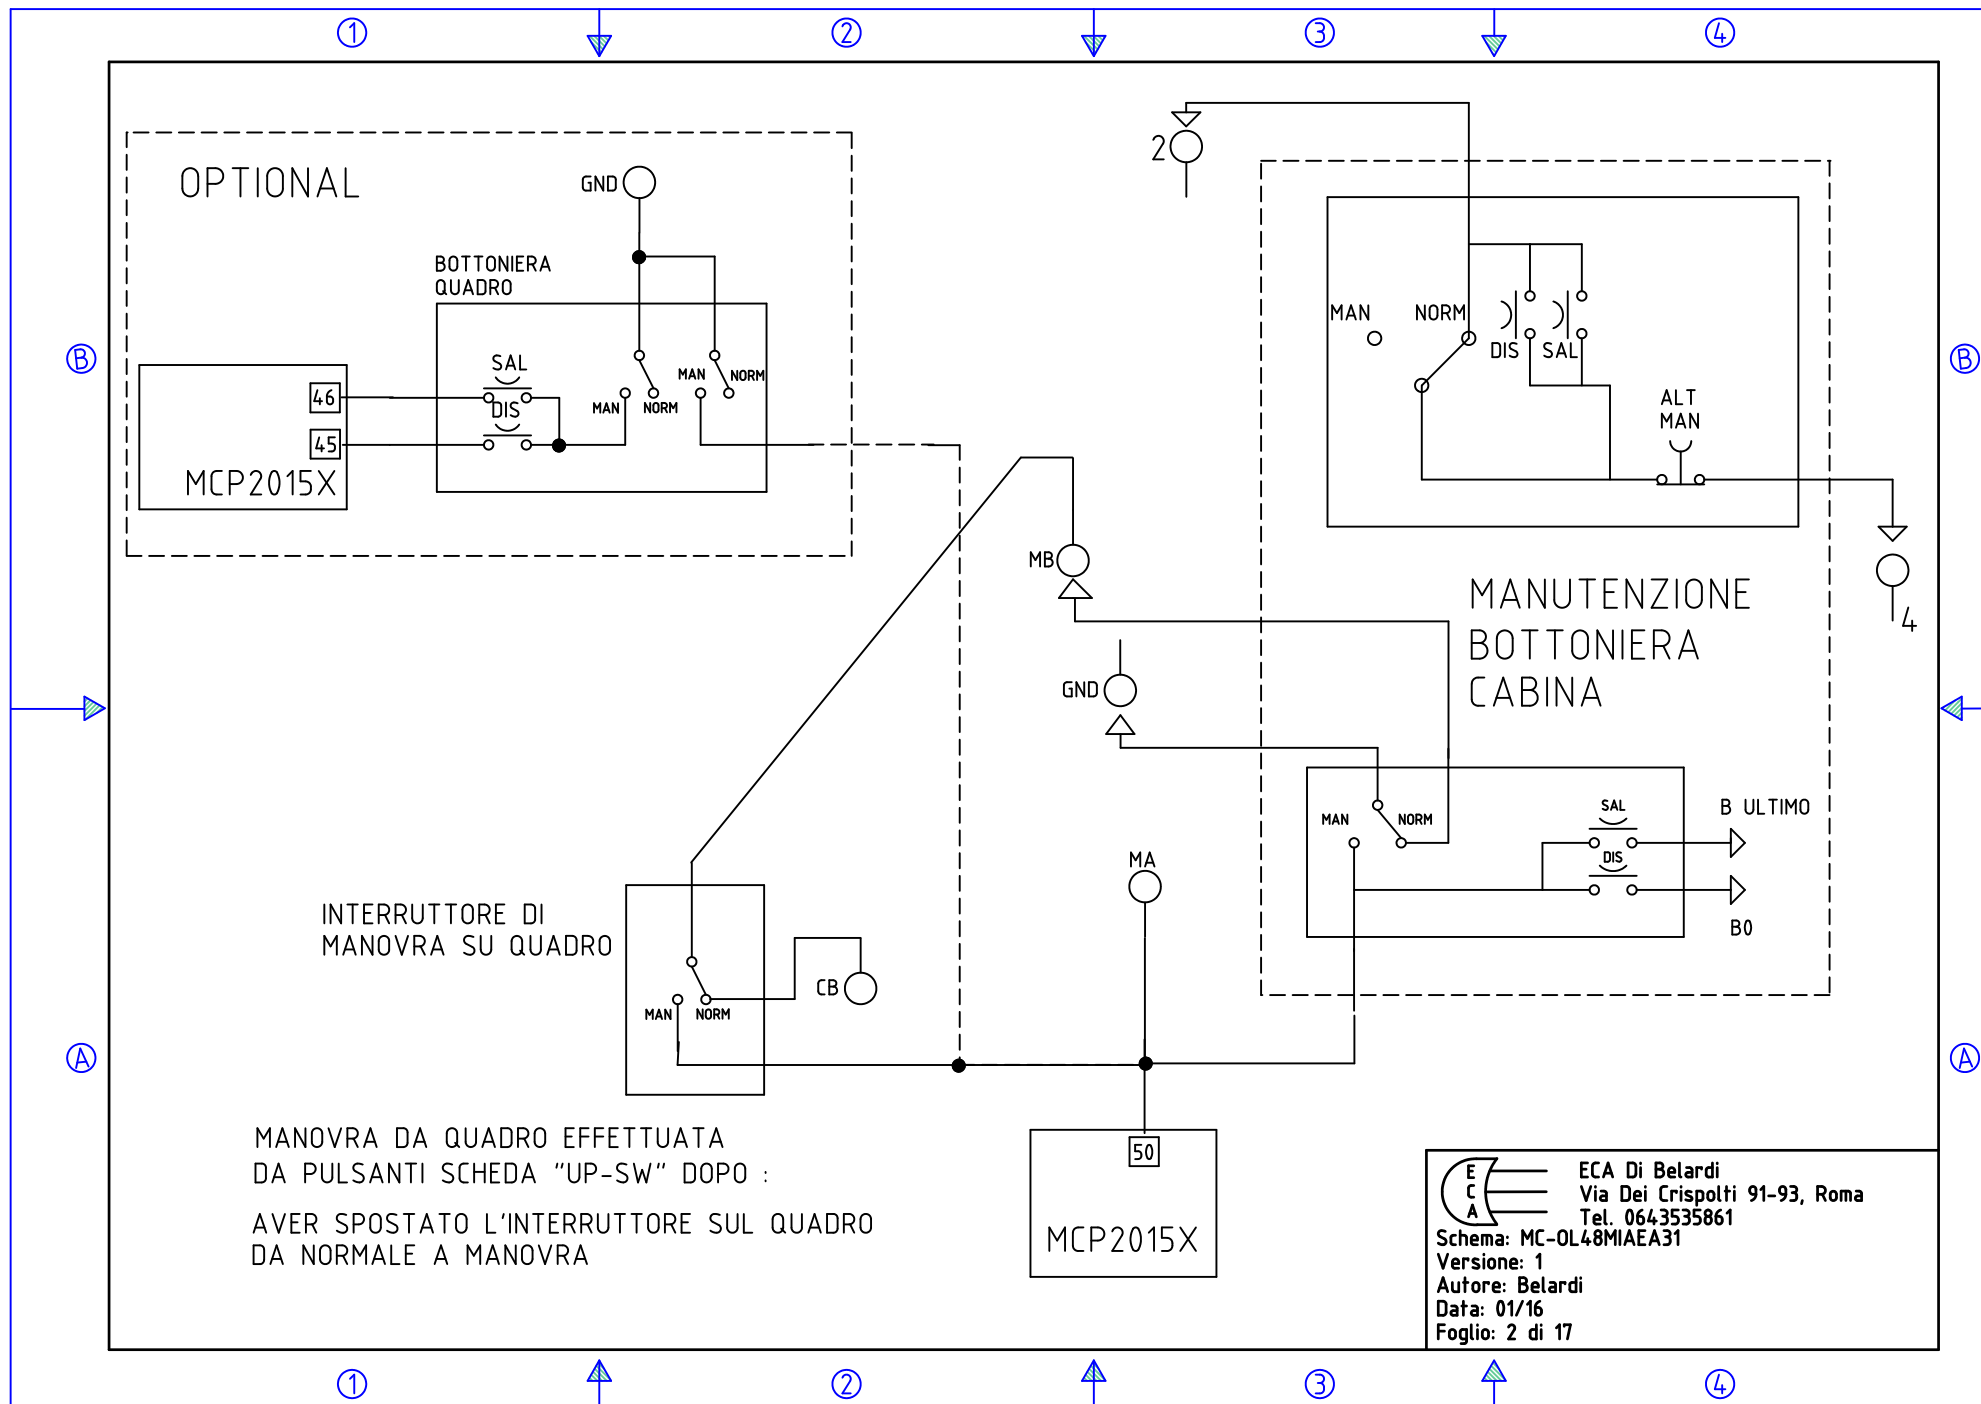 1
2
3
4
2
OPTIONAL
GND
BOTTONIERA
QUADRO
MAN
NORM
B
B
SAL
DIS
SAL
DIS
46
45
MAN
NORM
MAN
NORM
MCP2015X
ALT
MAN
MB
4
MANUTENZIONE
BOTTONIERA
CABINA
GND
MAN
NORM
SAL
DIS
B ULTIMO
B0
MA
INTERRUTTORE DI
MANOVRA SU QUADRO
CB
MAN
NORM
A
A
MANOVRA DA QUADRO EFFETTUATA
DA PULSANTI SCHEDA "UP-SW" DOPO :
AVER SPOSTATO L'INTERRUTTORE SUL QUADRO
DA NORMALE A MANOVRA
50
MCP2015X
E
C
A
ECA Di Belardi
Via Dei Crispolti 91-93, Roma
Tel. 0643535861
Schema: MC-OL48MIAEA31
Versione: 1
Autore: Belardi
Data: 01/16
Foglio: 2 di 17
1
2
3
4